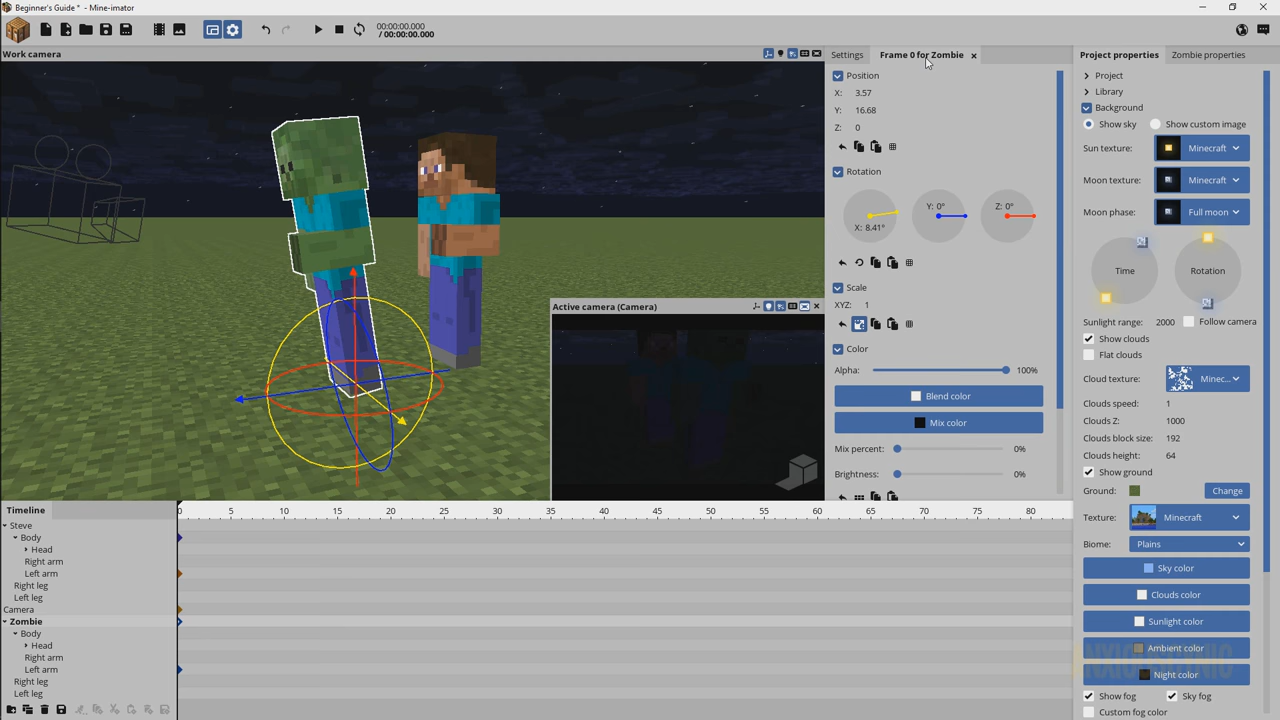 Beginner's Guide * - Mine-imator
00:00:00.000
/ 00:00:00.000
Work camera
Active camera (Camera)
Settings
Frame 0 for Zombie
Position
X: 3.57
Y: 16.68
Z: 0
Rotation
X: 8.41°
Y: 0°
Z: 0°
Scale
XYZ: 1
Color
Alpha: 100%
Blend color
Mix color
Mix percent: 0%
Brightness: 0%
Project properties
Zombie properties
Project
Library
Background
Show sky
Show custom image
Sun texture: Minecraft
Moon texture: Minecraft
Moon phase: Full moon
Time
Rotation
Sunlight range: 2000
Follow camera
Show clouds
Flat clouds
Cloud texture: Minec...
Clouds speed: 1
Clouds Z: 1000
Clouds block size: 192
Clouds height: 64
Show ground
Ground:
Change
Texture: Minecraft
Biome: Plains
Sky color
Clouds color
Sunlight color
Ambient color
Night color
Show fog
Sky fog
Custom fog color
Timeline
0 5 10 15 20 25 30 35 40 45 50 55 60 65 70 75 80
Steve
Body
Head
Right arm
Left arm
Right leg
Left leg
Camera
Zombie
Body
Head
Right arm
Left arm
Right leg
Left leg